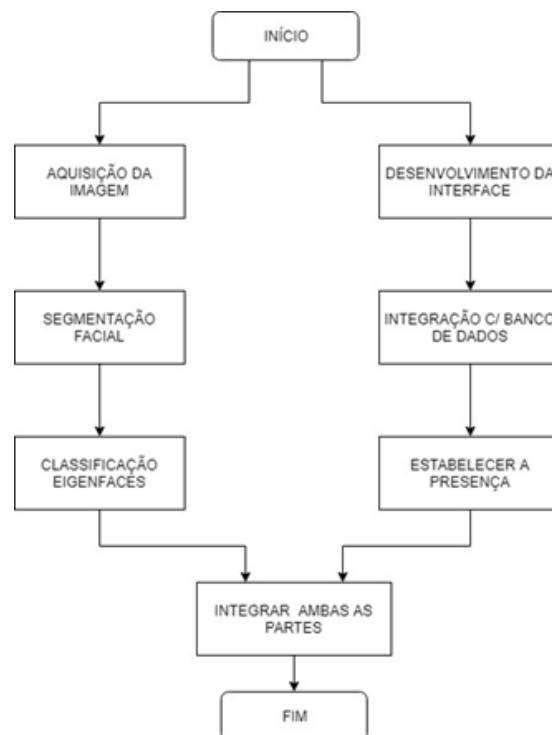 INÍCIO
AQUISIÇÃO DA
IMAGEM
DESENVOLVIMENTO DA
INTERFACE
SEGMENTAÇÃO
FACIAL
INTEGRAÇÃO C/ BANCO
DE DADOS
CLASSIFICAÇÃO
EIGENFACES
ESTABELECER A
PRESENÇA
INTEGRAR AMBAS AS
PARTES
FIM